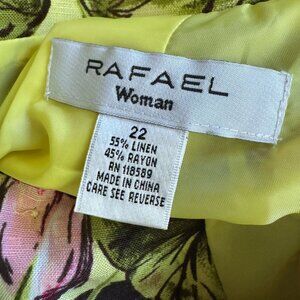 RAFAEL
Woman
22
55% LINEN
45% RAYON
RN 118589
MADE IN CHINA
CARE SEE REVERSE